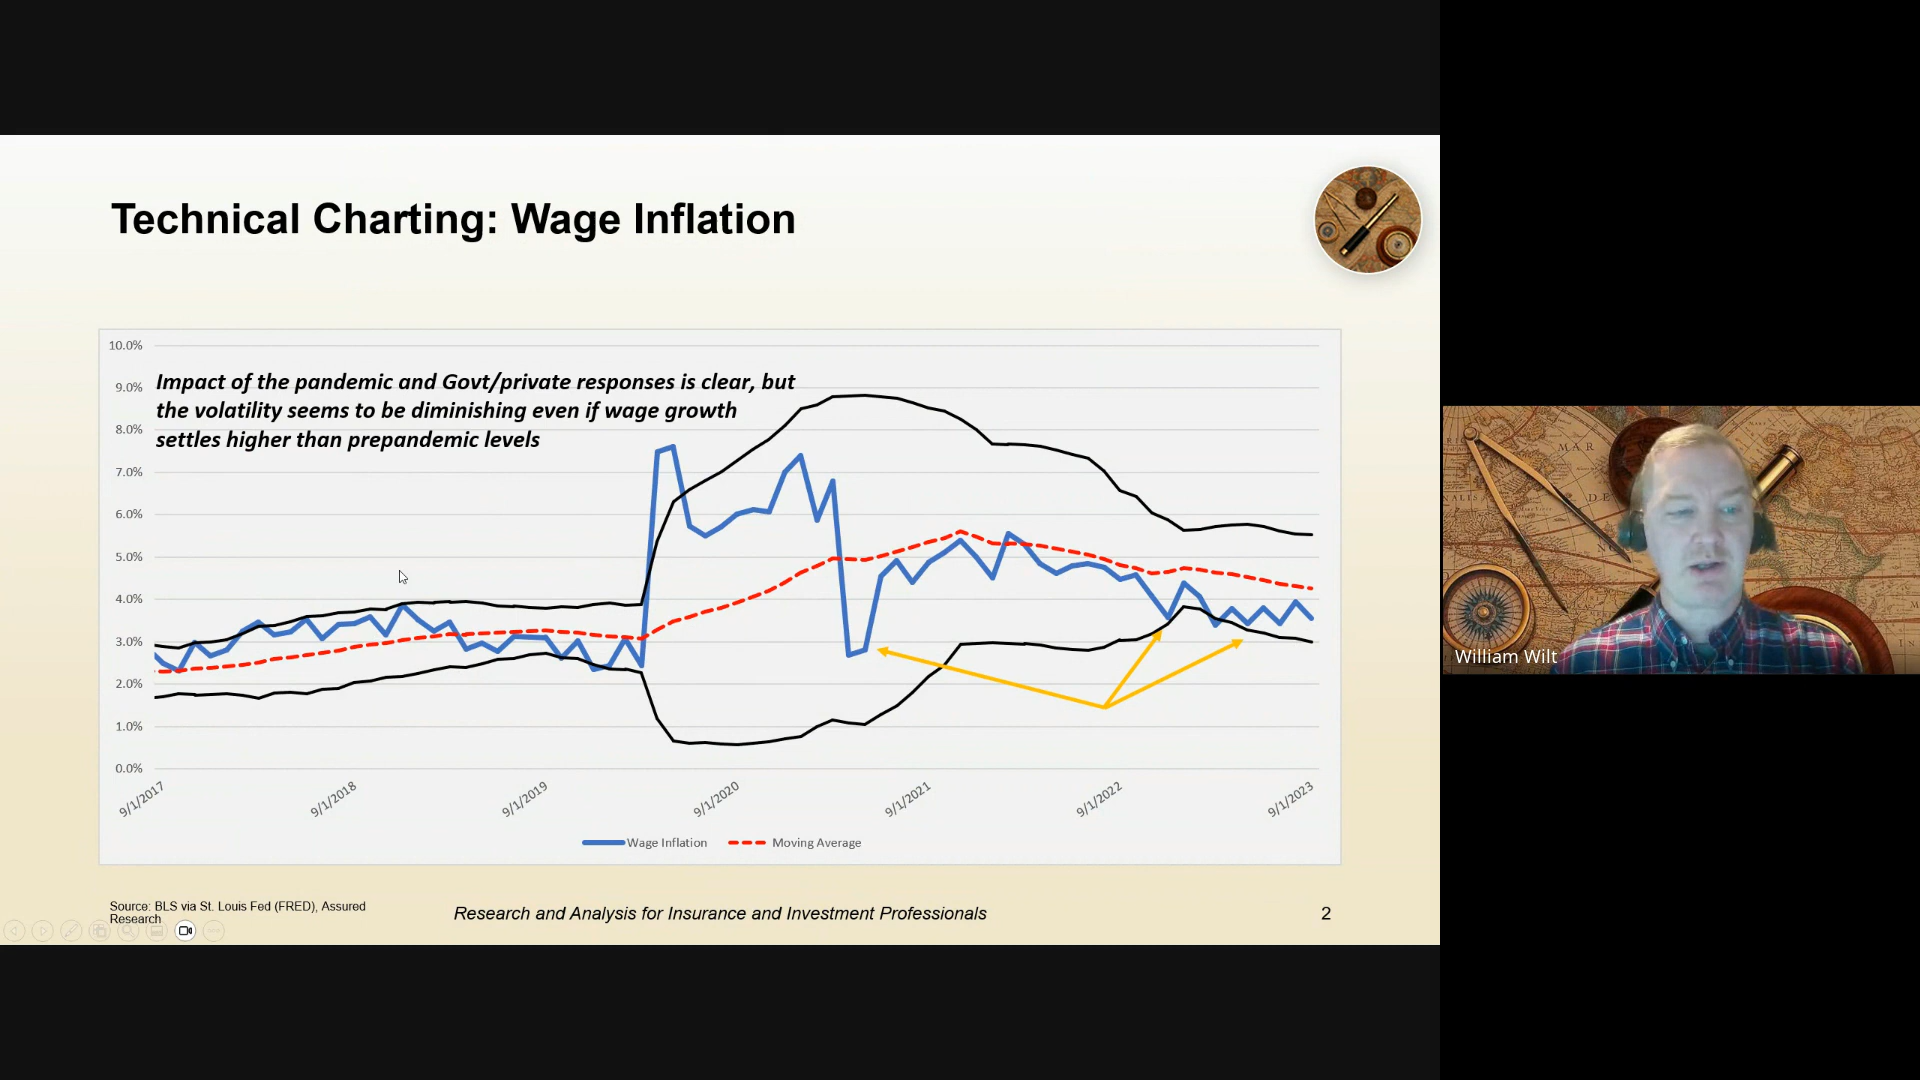 Technical Charting: Wage Inflation
10.0%
9.0%
8.0%
7.0%
6.0%
5.0%
4.0%
3.0%
2.0%
1.0%
0.0%
Impact of the pandemic and Govt/private responses is clear, but
the volatility seems to be diminishing even if wage growth
settles higher than prepandemic levels
9/1/2017
9/1/2018
9/1/2019
9/1/2020
9/1/2021
9/1/2022
9/1/2023
Wage Inflation
Moving Average
Source: BLS via St. Louis Fed (FRED), Assured
Research
Research and Analysis for Insurance and Investment Professionals
2
MAR
DE
William Wilt